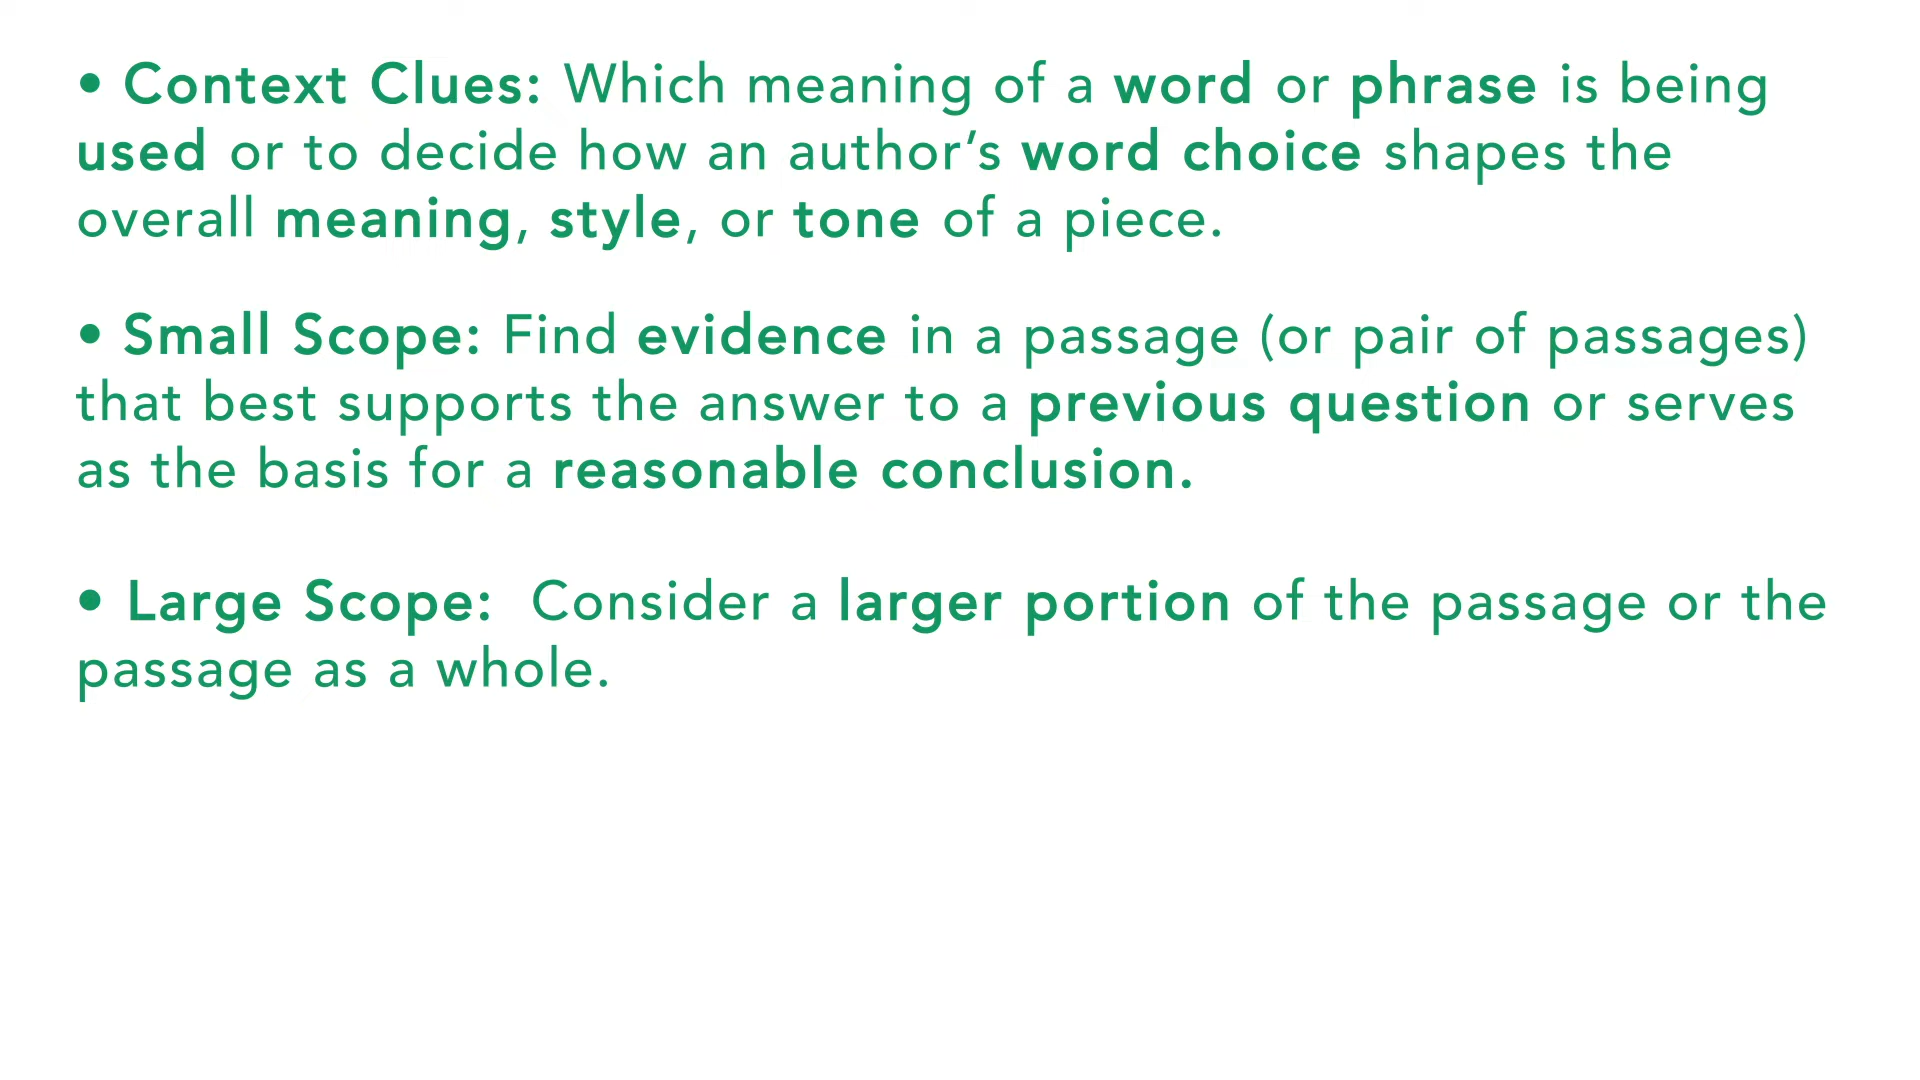 • Context Clues: Which meaning of a word or phrase is being
used or to decide how an author’s word choice shapes the
overall meaning, style, or tone of a piece.
• Small Scope: Find evidence in a passage (or pair of passages)
that best supports the answer to a previous question or serves
as the basis for a reasonable conclusion.
• Large Scope: Consider a larger portion of the passage or the
passage as a whole.